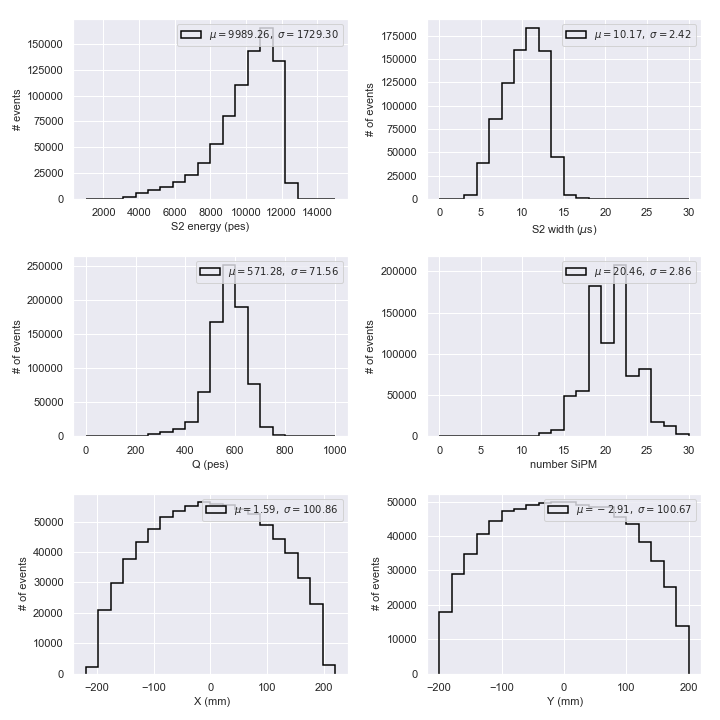 μ = 9989.26, σ = 1729.30
150000
125000
100000
75000
50000
25000
0
# events
2000 4000 6000 8000 10000 12000 14000
S2 energy (pes)
μ = 10.17, σ = 2.42
175000
150000
125000
100000
75000
50000
25000
0
# of events
0 5 10 15 20 25 30
S2 width (μs)
μ = 571.28, σ = 71.56
250000
200000
150000
100000
50000
0
# of events
0 200 400 600 800 1000
Q (pes)
μ = 20.46, σ = 2.86
200000
150000
100000
50000
0
# of events
0 5 10 15 20 25 30
number SiPM
μ = 1.59, σ = 100.86
50000
40000
30000
20000
10000
0
# of events
−200 −100 0 100 200
X (mm)
μ = −2.91, σ = 100.67
50000
40000
30000
20000
10000
0
# of events
−200 −100 0 100 200
Y (mm)